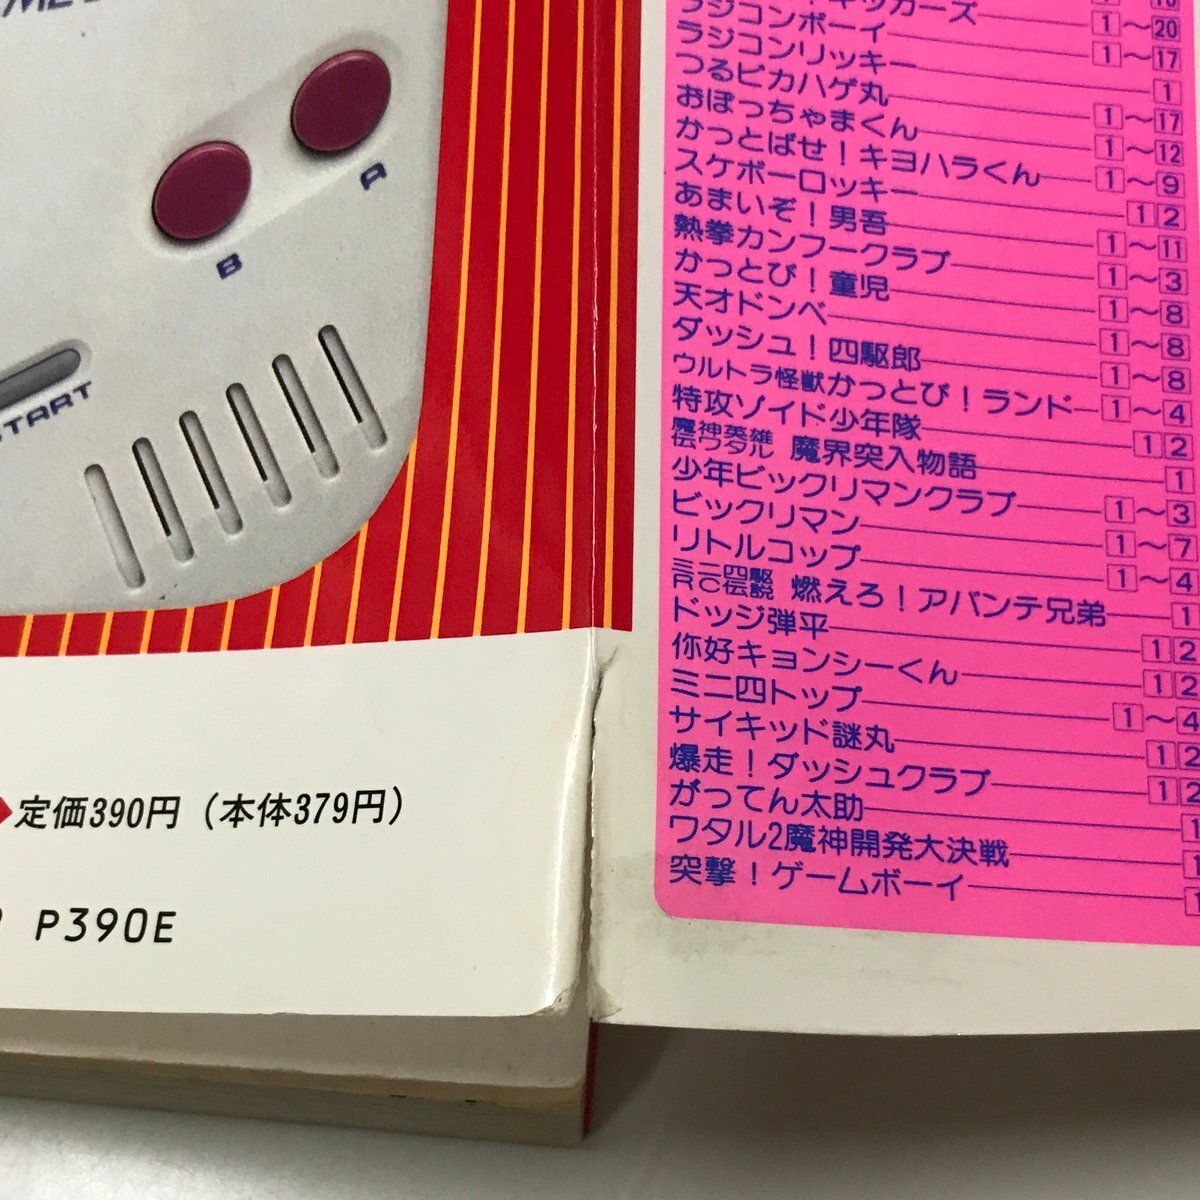 START
A
B
定価390円（本体379円）
P390E
キッカーズ 1～20
ラジコンボーイ 1～17
ラジコンリッキー 1
つるピカハゲ丸 1～17
おぼっちゃまくん 1～12
かっとばせ！キヨハラくん 1～9
スケボーロッキー 1 2
あまいぞ！男吾 1～11
熱拳カンフークラブ 1～3
かっとび！童児 1～8
天才ドンベ 1～8
ダッシュ！四駆郎 1～8
ウルトラ怪獣かっとび！ランド 1～4
特攻ゾイド少年隊 1 2
魔神英雄伝ワタル 魔界突入物語 1
少年ビックリマンクラブ 1～3
ビックリマン 1～7
リトルコップ 1～4
ミニ四駆RC伝説 燃えろ！アバンテ兄弟 1
ドッジ弾平 1 2
你好キョンシーくん 1 2
ミニ四トップ 1～4
サイキッド謎丸 1 2
爆走！ダッシュクラブ 1 2
がってん太助 1
ワタル2魔神開発大決戦 1
突撃！ゲームボーイ 1